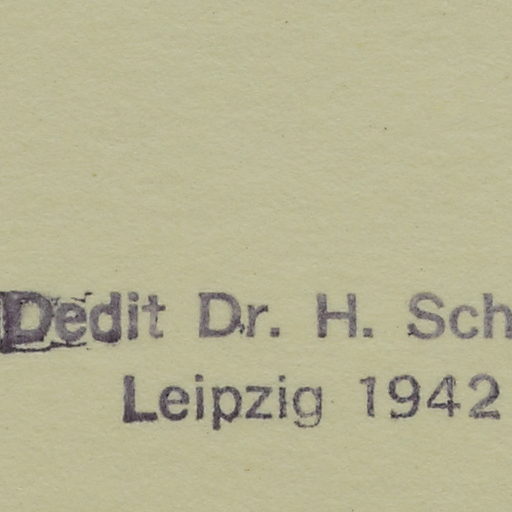 Dedit Dr. H. Sch
Leipzig 1942